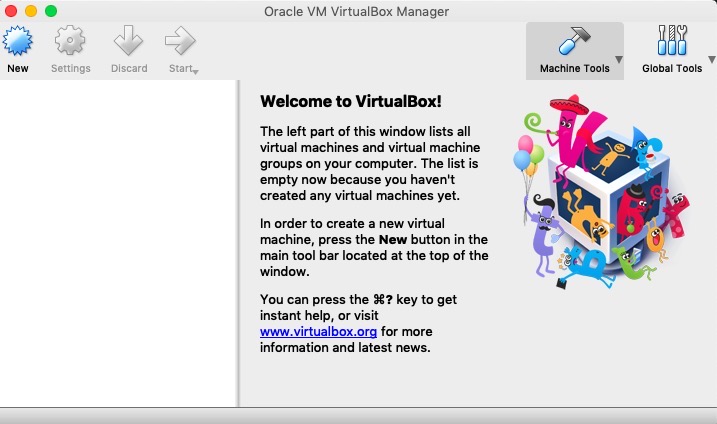 Oracle VM VirtualBox Manager
New
Settings
Discard
Start
Machine Tools
Global Tools
Welcome to VirtualBox!
The left part of this window lists all
virtual machines and virtual machine
groups on your computer. The list is
empty now because you haven't
created any virtual machines yet.
In order to create a new virtual
machine, press the New button in the
main tool bar located at the top of the
window.
You can press the ⌘? key to get
instant help, or visit
www.virtualbox.org for more
information and latest news.